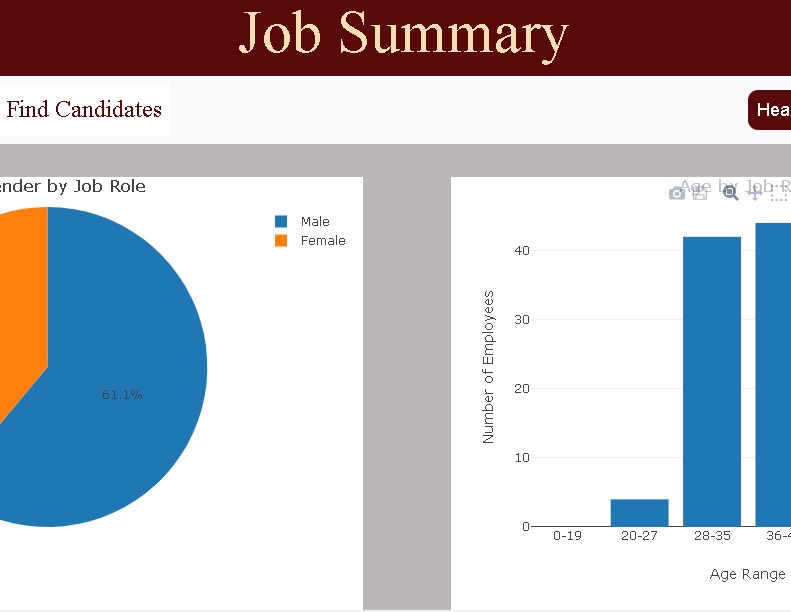 Job Summary
Find Candidates
Hea
ender by Job Role
Male
Female
61.1%
Age by Job R
Number of Employees
40
30
20
10
0
0-19
20-27
28-35
36-4
Age Range